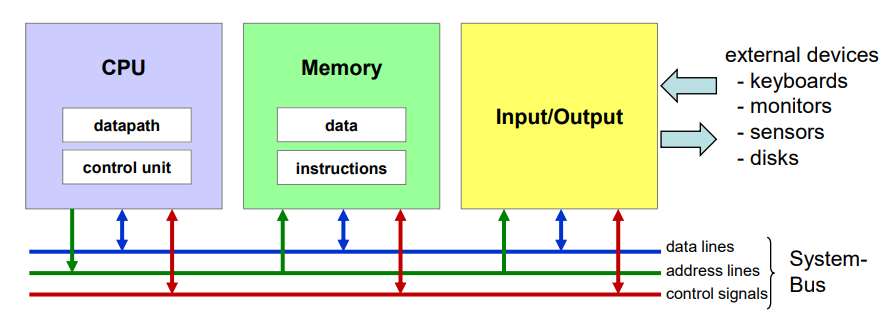 CPU
datapath
control unit
Memory
data
instructions
Input/Output
external devices
- keyboards
- monitors
- sensors
- disks
data lines
address lines
control signals
System-
Bus